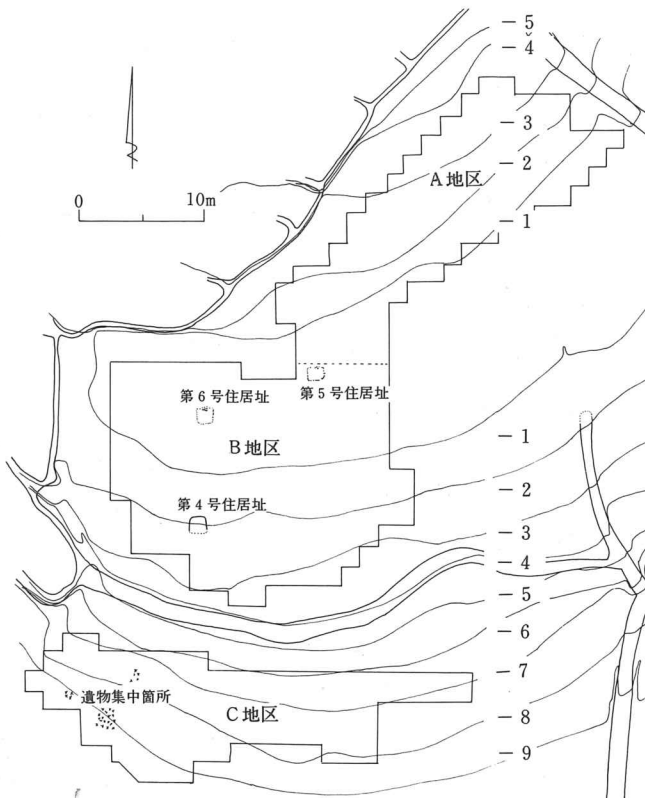 －5
－4
－3
A地区
－2
0 10m
－1
第6号住居址
第5号住居址
－1
B地区
－2
第4号住居址
－3
－4
－5
－6
－7
遺物集中箇所
C地区
－8
－9